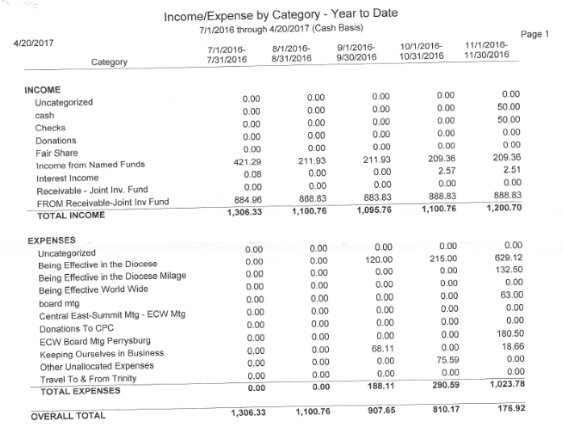 Income/Expense by Category - Year to Date
7/1/2016 through 4/20/2017 (Cash Basis)
4/20/2017 Page 1
Category 7/1/2016- 7/31/2016 8/1/2016- 8/31/2016 9/1/2016- 9/30/2016 10/1/2016- 10/31/2016 11/1/2016- 11/30/2016
INCOME
Uncategorized 0.00 0.00 0.00 0.00 0.00
cash 0.00 0.00 0.00 0.00 50.00
Checks 0.00 0.00 0.00 0.00 50.00
Donations 0.00 0.00 0.00 0.00 0.00
Fair Share 0.00 0.00 0.00 0.00 0.00
Income from Named Funds 421.29 211.93 211.93 209.36 209.36
Interest Income 0.08 0.00 0.00 2.57 2.51
Receivable - Joint Inv. Fund 0.00 0.00 0.00 0.00 0.00
FROM Receivable-Joint Inv Fund 884.96 888.83 883.83 888.83 888.83
TOTAL INCOME 1,306.33 1,100.76 1,095.76 1,100.76 1,200.70
EXPENSES
Uncategorized 0.00 0.00 0.00 0.00 0.00
Being Effective in the Diocese 0.00 0.00 120.00 215.00 629.12
Being Effective in the Diocese Milage 0.00 0.00 0.00 0.00 132.50
Being Effective World Wide 0.00 0.00 0.00 0.00 0.00
board mtg 0.00 0.00 0.00 0.00 63.00
Central East-Summit Mtg - ECW Mtg 0.00 0.00 0.00 0.00 0.00
Donations To CPC 0.00 0.00 0.00 0.00 0.00
ECW Board Mtg Perrysburg 0.00 0.00 0.00 0.00 180.50
Keeping Ourselves in Business 0.00 0.00 68.11 0.00 18.66
Other Unallocated Expenses 0.00 0.00 0.00 75.59 0.00
Travel To & From Trinity 0.00 0.00 0.00 0.00 0.00
TOTAL EXPENSES 0.00 0.00 188.11 290.59 1,023.78
OVERALL TOTAL 1,306.33 1,100.76 907.65 810.17 176.92